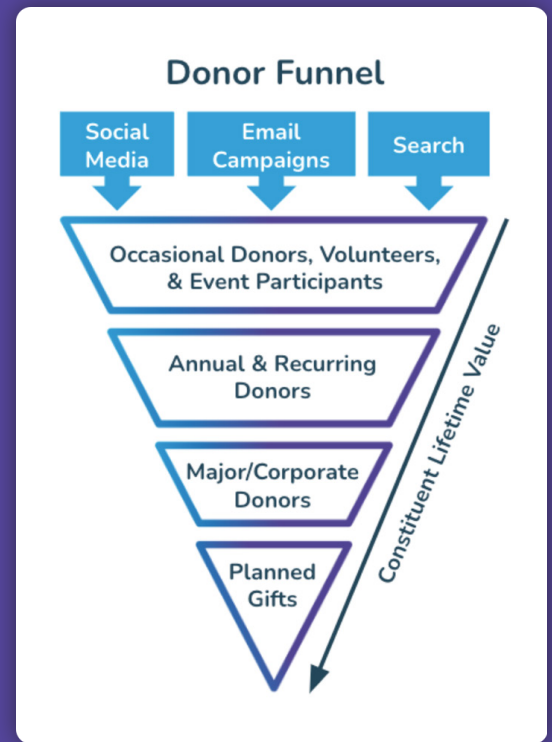 Donor Funnel
Social
Media
Email
Campaigns
Search
Occasional Donors, Volunteers,
& Event Participants
Annual & Recurring
Donors
Major/Corporate
Donors
Planned
Gifts
Constituent Lifetime Value